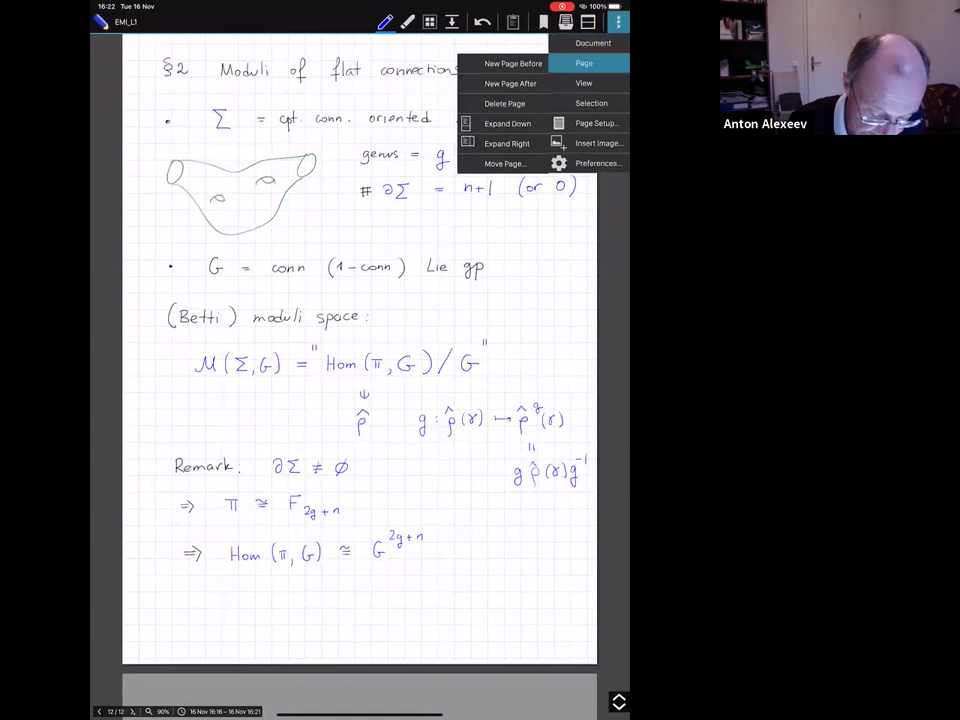 16:22 Tue 16 Nov
100%
EMI_L1
Document
Page
View
Selection
Page Setup...
Insert Image...
Preferences...
New Page Before
New Page After
Delete Page
Expand Down
Expand Right
Move Page...
Anton Alexeev
§2 Moduli of flat connections
• Σ = cpt. conn. oriented
genus = g
# ∂Σ = n+1 (or 0)
• G = conn (1-conn) Lie gp
(Betti) moduli space:
M(Σ,G) = "Hom(π, G)/G"
ρ̂ g: ρ̂(γ) ↦ ρ̂^g(γ)
g ρ̂(γ) g⁻¹
Remark: ∂Σ ≠ ∅
⇒ π ≅ F_{2g+n}
⇒ Hom(π, G) ≅ G^{2g+n}
12/12 90% 16 Nov 16:16 – 16 Nov 16:21